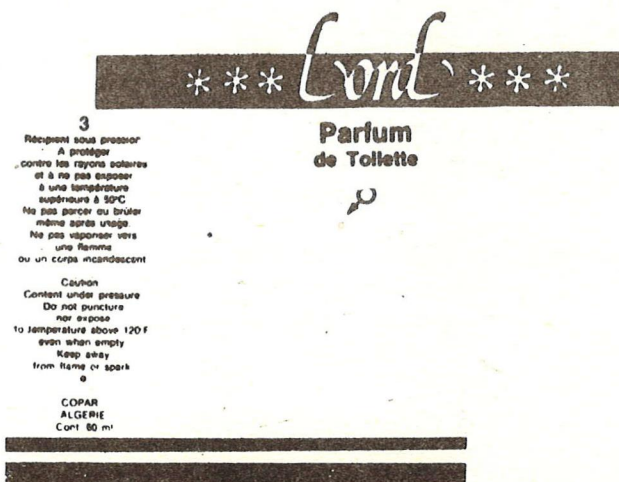 *** Lord ***
Parfum
de Toilette
3
Récipient sous pression
A protéger
contre les rayons solaires
et à ne pas exposer
à une température
supérieure à 50°C
Ne pas percer ou brûler
même après usage.
Ne pas vaporiser vers
une flamme
ou un corps incandescent
Caution
Content under pressure
Do not puncture
nor expose
to temperature above 120 F
even when empty
Keep away
from flame or spark
COPAR
ALGERIE
Cont 80 ml